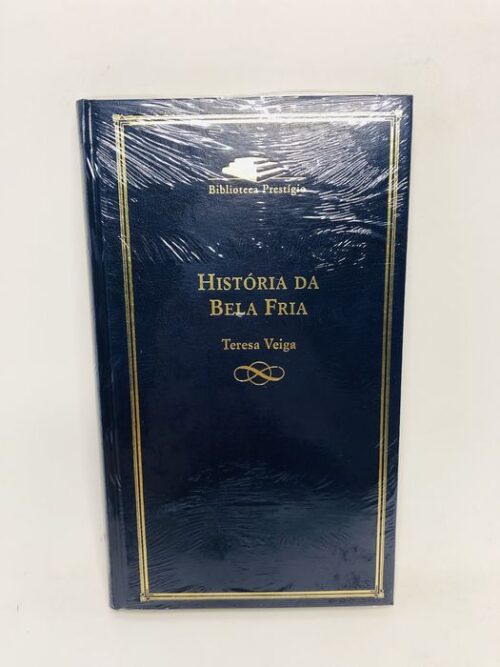 Biblioteca Prestígio
HISTÓRIA DA
BELA FRIA
Teresa Veiga